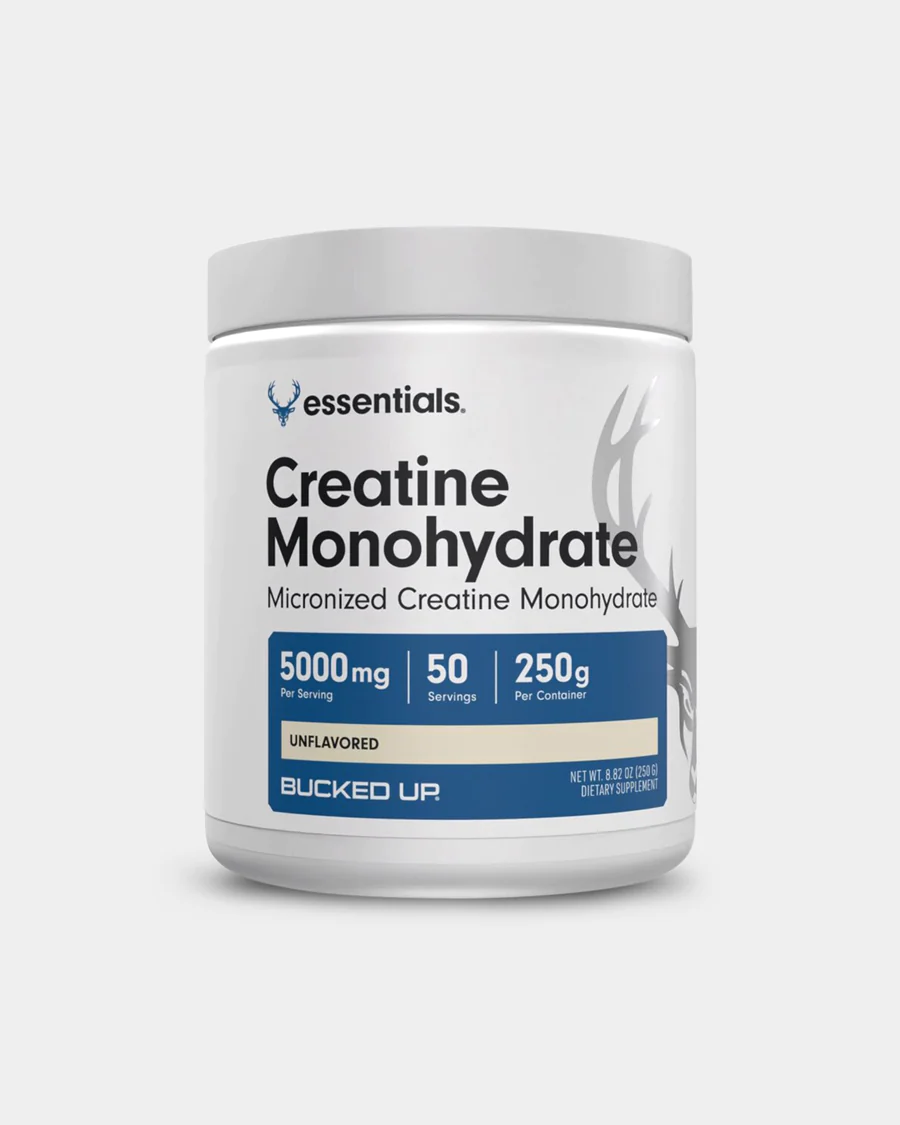 essentials.
Creatine
Monohydrate
Micronized Creatine Monohydrate
5000mg
Per Serving
50
Servings
250g
Per Container
UNFLAVORED
BUCKED UP®
NET WT. 8.82 OZ (250 G)
DIETARY SUPPLEMENT